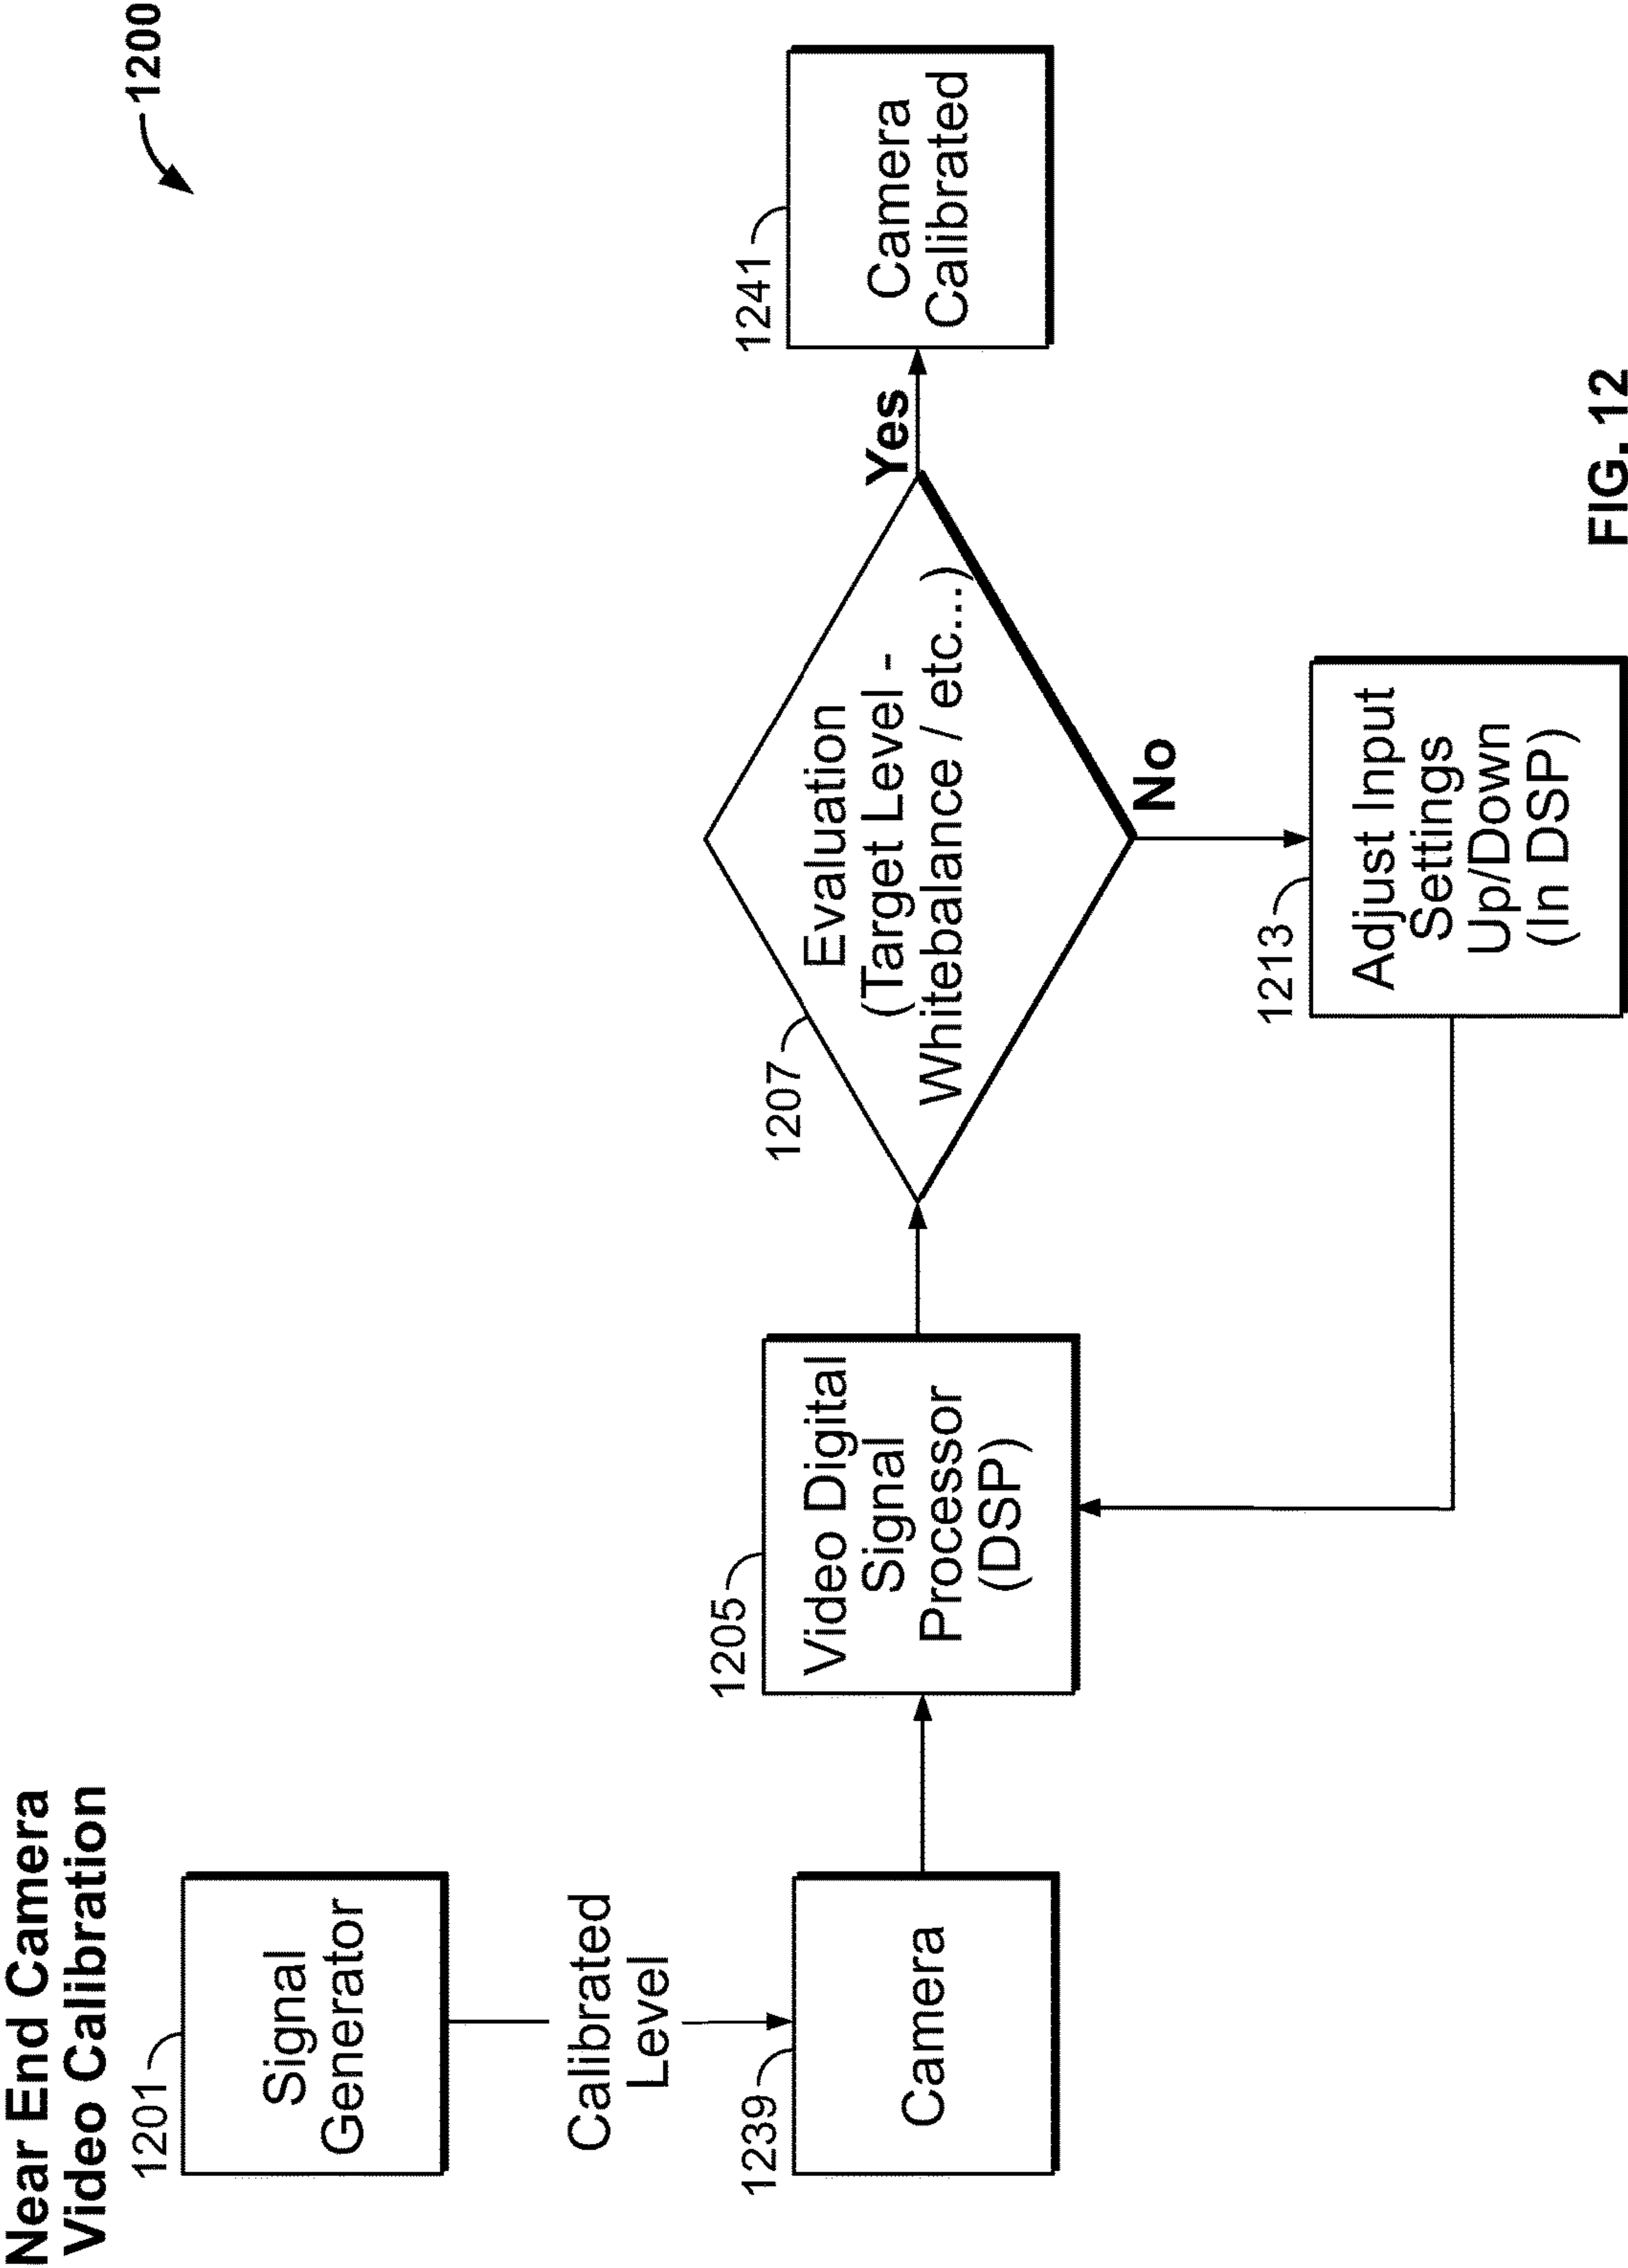 Near End Camera
Video Calibration
1200
1201
Signal
Generator
Calibrated
Level
1239
Camera
1205
Video Digital
Signal
Processor
(DSP)
1207
Evaluation
(Target Level -
Whitebalance / etc...)
Yes
1241
Camera
Calibrated
No
1213
Adjust Input
Settings
Up/Down
(In DSP)
FIG. 12